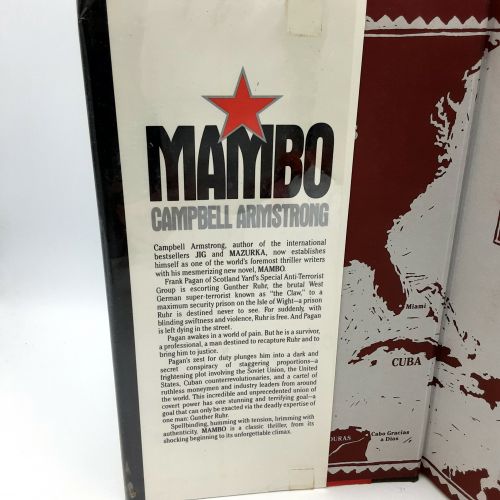 MAMBO
CAMPBELL ARMSTRONG
Campbell Armstrong, author of the international
bestsellers JIG and MAZURKA, now establishes
himself as one of the world's foremost thriller writers
with his mesmerizing new novel, MAMBO.
Frank Pagan of Scotland Yard's Special Anti-Terrorist
Group is escorting Gunther Ruhr, the brutal West
German super-terrorist known as "the Claw," to a
maximum security prison on the Isle of Wight—a prison
Ruhr is destined never to see. For suddenly, with
blinding swiftness and violence, Ruhr is free. And Pagan
is left dying in the street.
Pagan awakes in a world of pain. But he is a survivor,
a professional, a man destined to recapture Ruhr and to
bring him to justice.
Pagan's zest for duty plunges him into a dark and
secret conspiracy of staggering proportions—a
frightening plot involving the Soviet Union, the United
States, Cuban counterrevolutionaries, and a cartel of
ruthless moneymen and industry leaders from around
the world. This incredible and unprecedented union of
covert power has one stunning and terrifying goal—a
goal that can only be exacted via the deadly expertise of
one man: Gunther Ruhr.
Spellbinding, humming with tension, brimming with
authenticity, MAMBO is a classic thriller, from its
shocking beginning to its unforgettable climax.
Miami
CUBA
DURAS
Cabo Gracias
a Dios